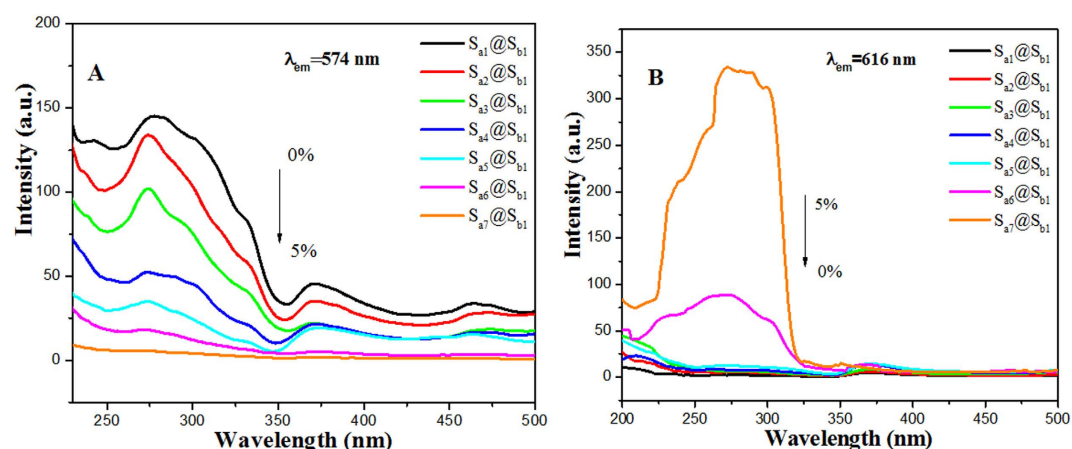 A
λem=574 nm
Sa1@Sb1
Sa2@Sb1
Sa3@Sb1
Sa4@Sb1
Sa5@Sb1
Sa6@Sb1
Sa7@Sb1
0%
5%
200
150
100
50
0
Intensity (a.u.)
250 300 350 400 450 500
Wavelength (nm)
B
λem=616 nm
Sa1@Sb1
Sa2@Sb1
Sa3@Sb1
Sa4@Sb1
Sa5@Sb1
Sa6@Sb1
Sa7@Sb1
5%
0%
350
300
250
200
150
100
50
0
Intensity (a.u.)
200 250 300 350 400 450 500
Wavelength (nm)